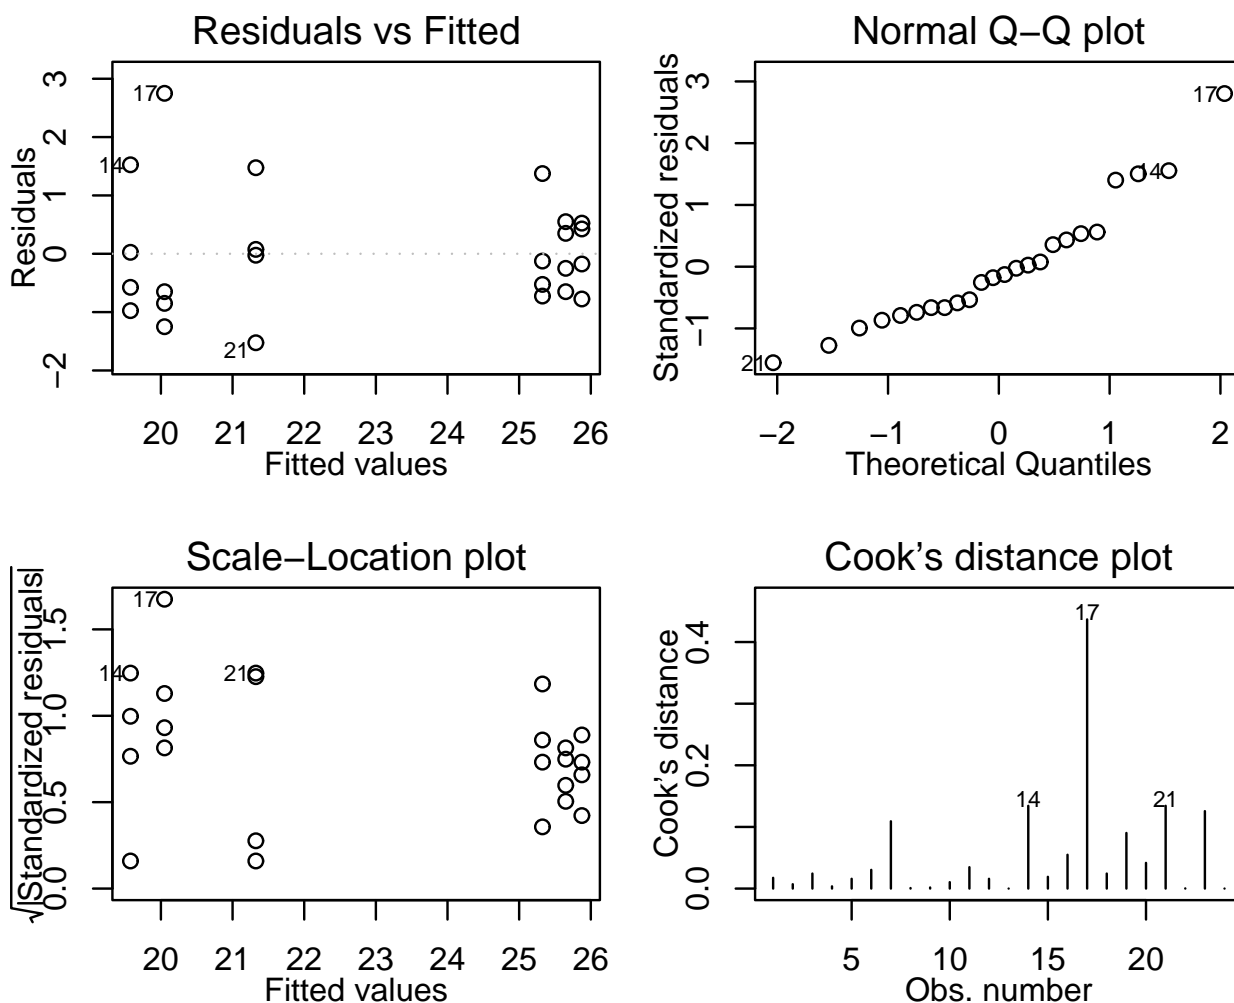 Residuals vs Fitted
Residuals
3
2
1
0
−2
17
14
21
20 21 22 23 24 25 26
Fitted values
Normal Q−Q plot
Standardized residuals
3
2
1
0
−1
17
14
21
−2 −1 0 1 2
Theoretical Quantiles
Scale−Location plot
√|Standardized residuals|
1.5
1.0
0.5
0.0
17
14
21
20 21 22 23 24 25 26
Fitted values
Cook's distance plot
Cook's distance
0.4
0.2
0.0
17
14
21
5 10 15 20
Obs. number